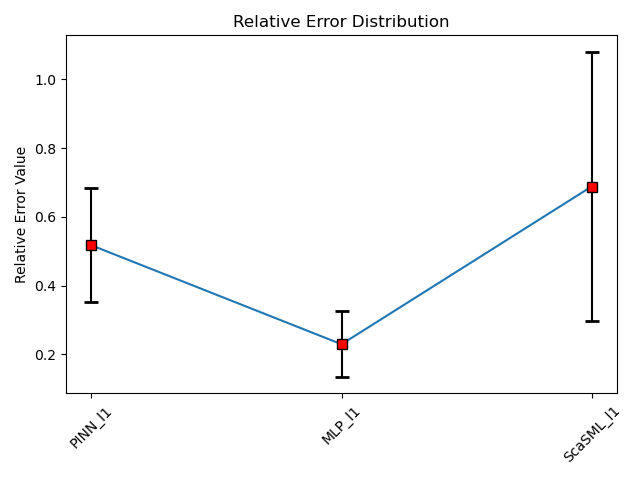 Relative Error Distribution
Relative Error Value
1.0
0.8
0.6
0.4
0.2
PINN_l1
MLP_l1
ScaSML_l1